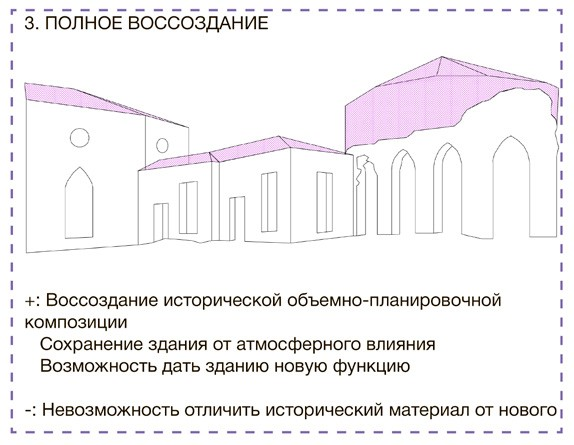 3. ПОЛНОЕ ВОССОЗДАНИЕ
+: Воссоздание исторической объемно-планировочной
композиции
Сохранение здания от атмосферного влияния
Возможность дать зданию новую функцию
-: Невозможность отличить исторический материал от нового